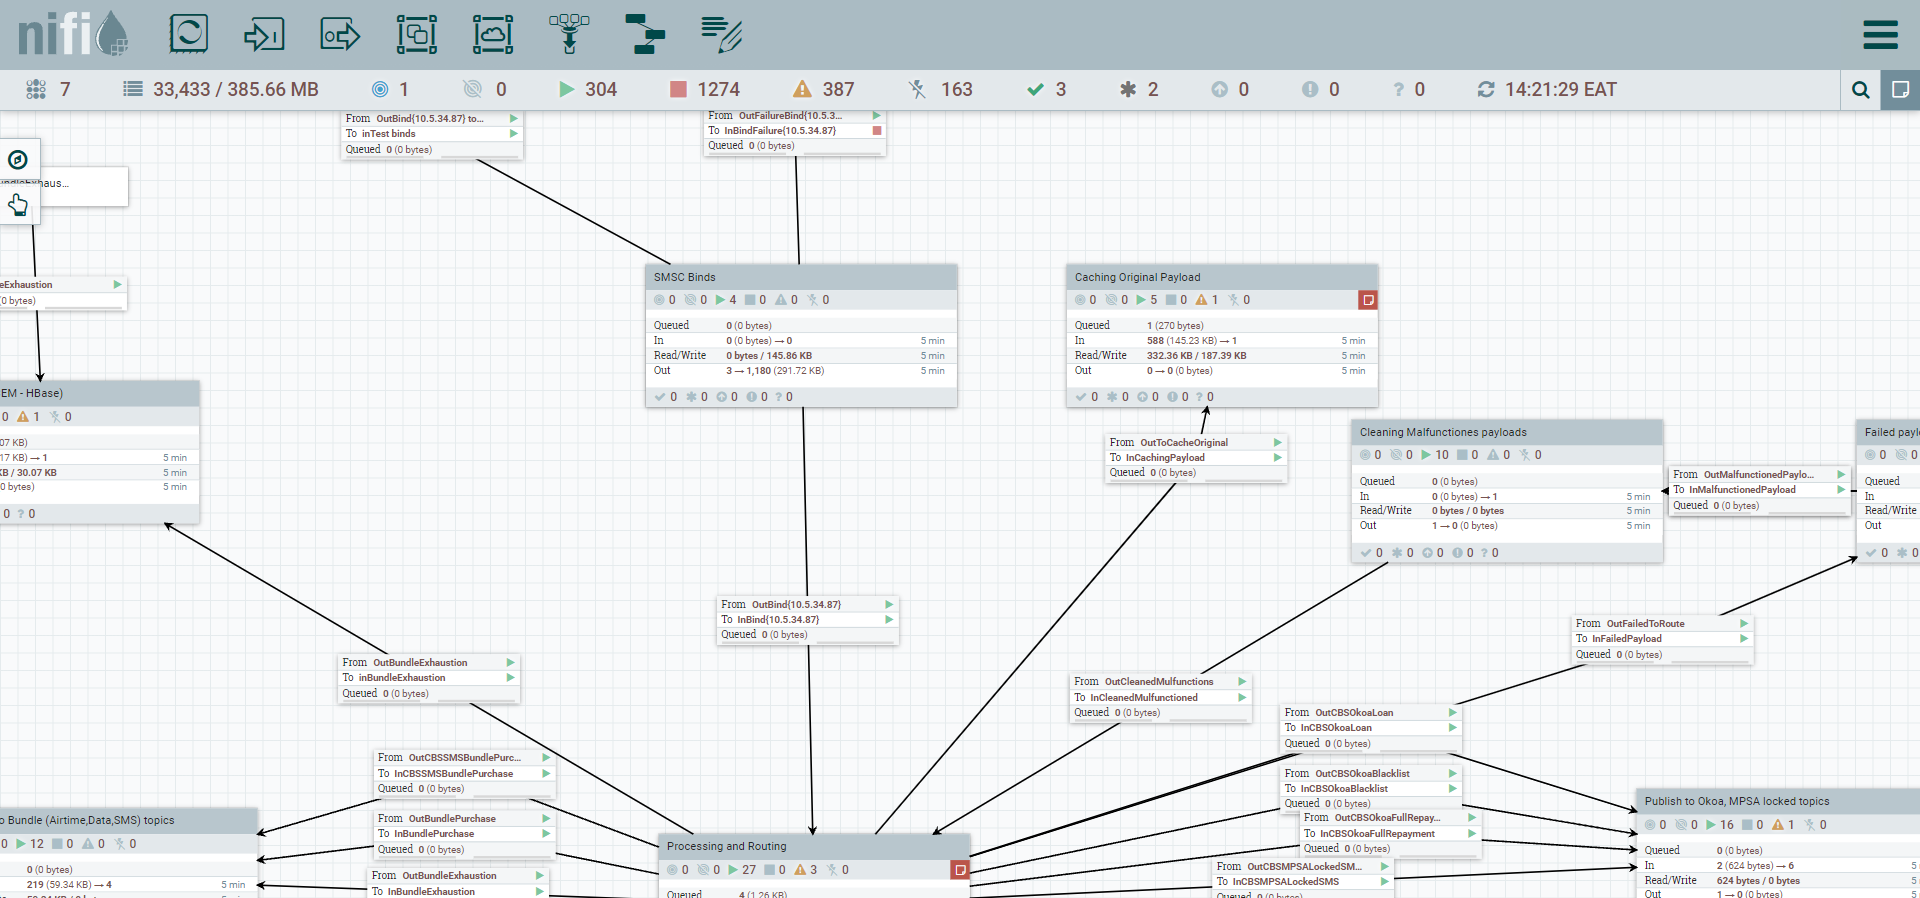 nifi
7 33,433 / 385.66 MB 1 0 304 1274 387 163 3 2 0 0 ? 0 14:21:29 EAT
From OutBind{10.5.34.87} to...
To inTest binds
Queued 0 (0 bytes)
From OutFailureBind{10.5.3...
To InBindFailure{10.5.34.87}
Queued 0 (0 bytes)
eExhaustion
(0 bytes)
SMSC Binds
0 0 4 0 0 0
Queued 0 (0 bytes)
In 0 (0 bytes) → 0 5 min
Read/Write 0 bytes / 145.86 KB 5 min
Out 3 → 1,180 (291.72 KB) 5 min
0 0 0 0 ? 0
Caching Original Payload
0 0 5 0 1 0
Queued 1 (270 bytes)
In 588 (145.23 KB) → 1 5 min
Read/Write 332.36 KB / 187.39 KB 5 min
Out 0 → 0 (0 bytes) 5 min
0 0 0 0 ? 0
EM - HBase)
0 1 0
07 KB)
17 KB) → 1 5 min
KB / 30.07 KB 5 min
0 bytes) 5 min
0 ? 0
From OutToCacheOriginal
To InCachingPayload
Queued 0 (0 bytes)
Cleaning Malfunctiones payloads
0 0 10 0 0 0
Queued 0 (0 bytes)
In 0 (0 bytes) → 1 5 min
Read/Write 0 bytes / 0 bytes 5 min
Out 1 → 0 (0 bytes) 5 min
0 0 0 0 ? 0
From OutMalfunctionedPaylo...
To InMalfunctionedPayload
Queued 0 (0 bytes)
Failed payl
0 0
Queued
In
Read/Write
Out
0 0
From OutBind{10.5.34.87}
To InBind{10.5.34.87}
Queued 0 (0 bytes)
From OutFailedToRoute
To InFailedPayload
Queued 0 (0 bytes)
From OutBundleExhaustion
To inBundleExhaustion
Queued 0 (0 bytes)
From OutCleanedMulfunctions
To InCleanedMulfunctioned
Queued 0 (0 bytes)
From OutCBSOkoaLoan
To InCBSOkoaLoan
Queued 0 (0 bytes)
From OutCBSSMSBundlePurc...
To InCBSSMSBundlePurchase
Queued 0 (0 bytes)
From OutCBSOkoaBlacklist
To InCBSOkoaBlacklist
Queued 0 (0 bytes)
From OutBundlePurchase
To InBundlePurchase
Queued 0 (0 bytes)
From OutCBSOkoaFullRepay...
To InCBSOkoaFullRepayment
Queued 0 (0 bytes)
From OutCBSMPSALockedSM...
To InCBSMPSALockedSMS
Queued 0 (0 bytes)
From OutBundleExhaustion
To InBundleExhaustion
o Bundle (Airtime,Data,SMS) topics
0 12 0 0 0
0 (0 bytes)
219 (59.34 KB) → 4 5 min
Processing and Routing
0 0 27 0 3 0
Queued 4 (1.26 KB)
Publish to Okoa, MPSA locked topics
0 0 16 0 1 0
Queued 0 (0 bytes)
In 2 (624 bytes) → 6 5
Read/Write 624 bytes / 0 bytes 5
Out 1 → 0 (0 bytes) 5